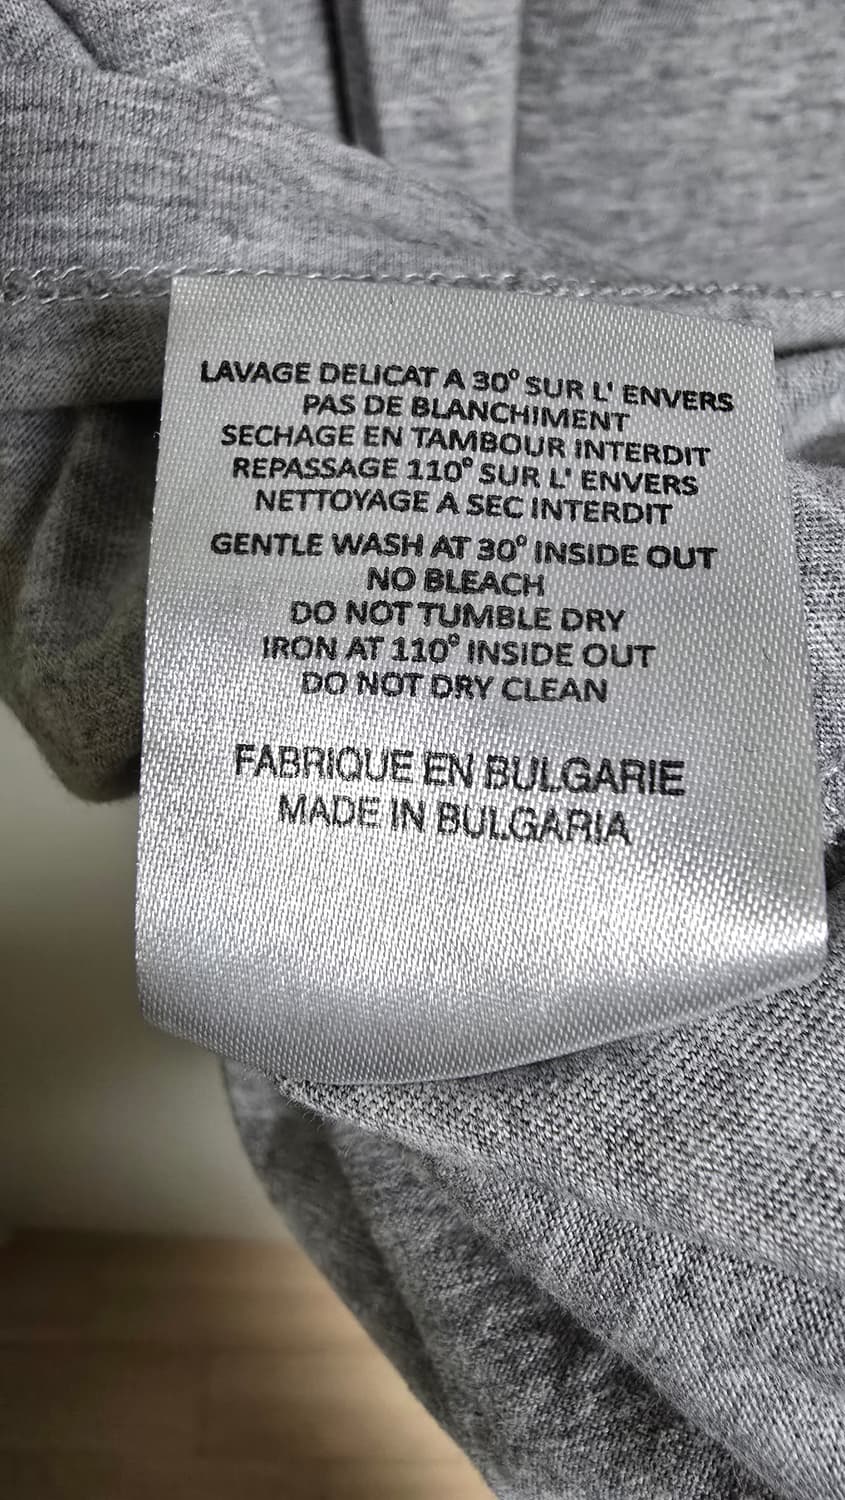 LAVAGE DELICAT A 30° SUR L' ENVERS
PAS DE BLANCHIMENT
SECHAGE EN TAMBOUR INTERDIT
REPASSAGE 110° SUR L' ENVERS
NETTOYAGE A SEC INTERDIT
GENTLE WASH AT 30° INSIDE OUT
NO BLEACH
DO NOT TUMBLE DRY
IRON AT 110° INSIDE OUT
DO NOT DRY CLEAN
FABRIQUE EN BULGARIE
MADE IN BULGARIA